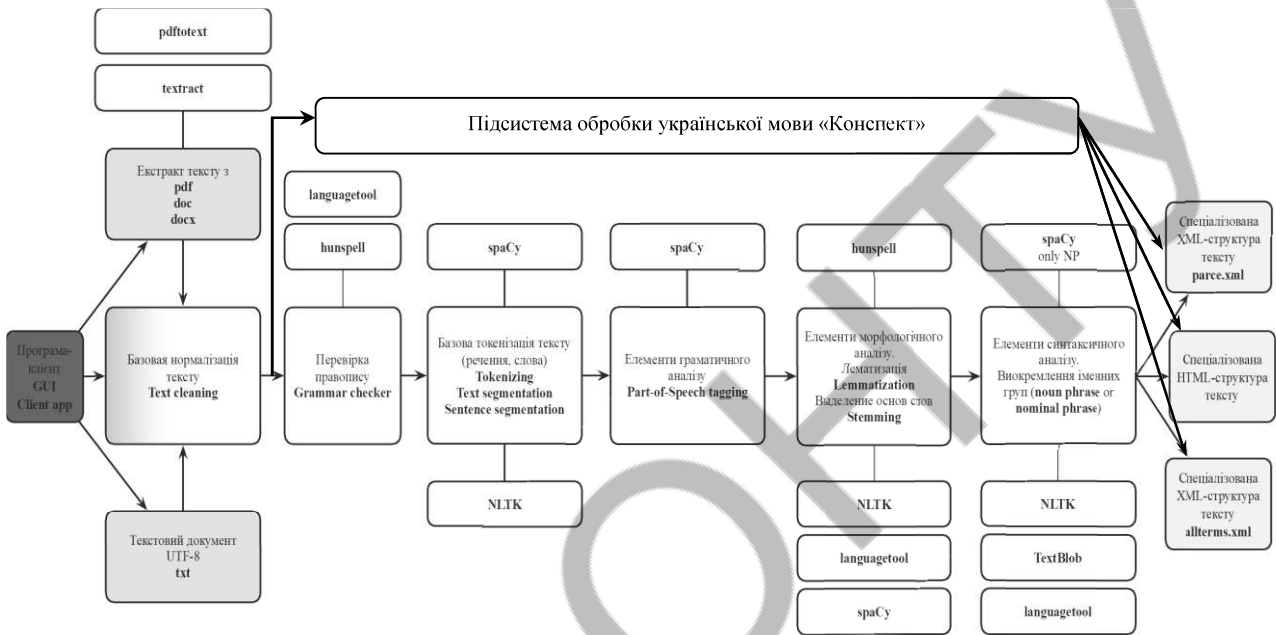 pdftotext
textract
Підсистема обробки української мови «Конспект»
Екстракт тексту з
pdf
doc
docx
languagetool
hunspell
spaCy
spaCy
hunspell
spaCy
only NP
Спеціалізована
XML-структура
тексту
parce.xml
Програма-
клієнт
GUI
Client app
Базовая нормалізація
тексту
Text cleaning
Перевірка
правопису
Grammar checker
Базова токенізація тексту
(речення, слова)
Tokenizing
Text segmentation
Sentence segmentation
Елементи граматичного
аналізу
Part-of-Speech tagging
Елементи морфологічного
аналізу.
Лематизація
Lemmatization
Выделение основ слов
Stemming
Елементи синтаксичного
аналізу.
Виокремлення іменних
груп (noun phrase or
nominal phrase)
Спеціалізована
HTML-структура
тексту
NLTK
NLTK
NLTK
Спеціалізована
XML-структура
тексту
allterms.xml
Текстовий документ
UTF-8
txt
languagetool
TextBlob
spaCy
languagetool
ОНТУ